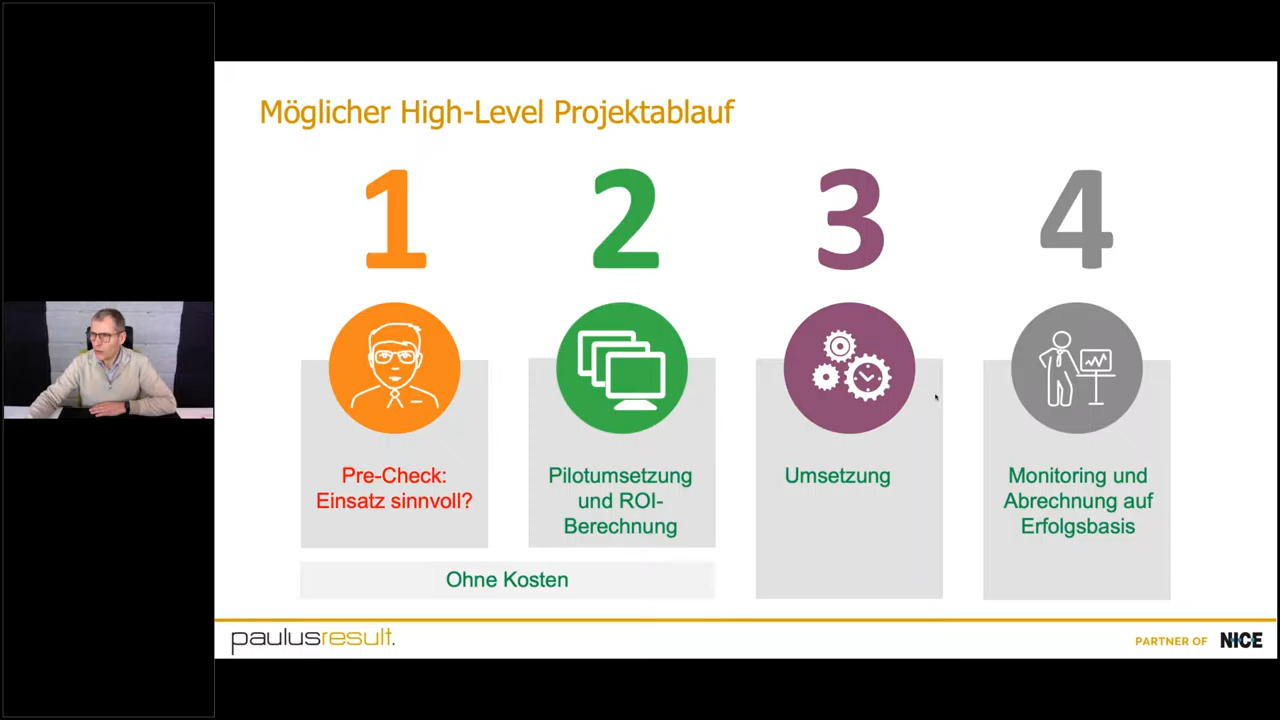 Möglicher High-Level Projektablauf
1
2
3
4
Pre-Check:
Einsatz sinnvoll?
Pilotumsetzung
und ROI-
Berechnung
Umsetzung
Monitoring und
Abrechnung auf
Erfolgsbasis
Ohne Kosten
paulusresult.
PARTNER OF NICE